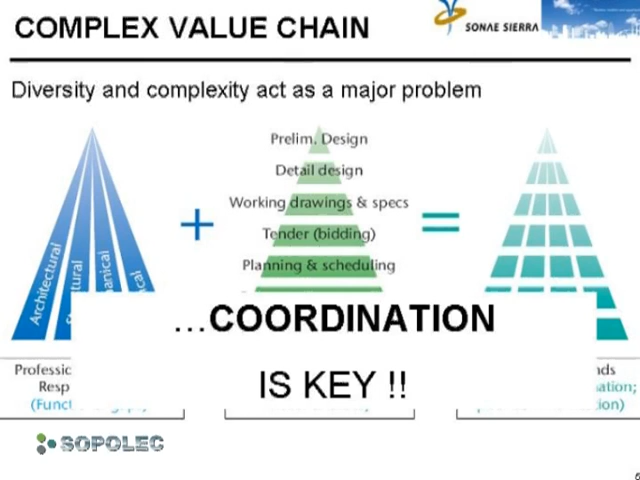 COMPLEX VALUE CHAIN
SONAE SIERRA
Diversity and complexity act as a major problem
Prelim. Design
Detail design
Working drawings & specs
Tender (bidding)
Planning & scheduling
Architectural
...COORDINATION
IS KEY !!
SOPOLEC